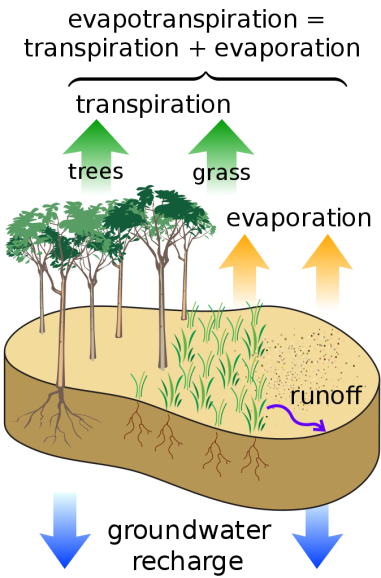 evapotranspiration =
transpiration + evaporation
transpiration
trees
grass
evaporation
runoff
groundwater
recharge